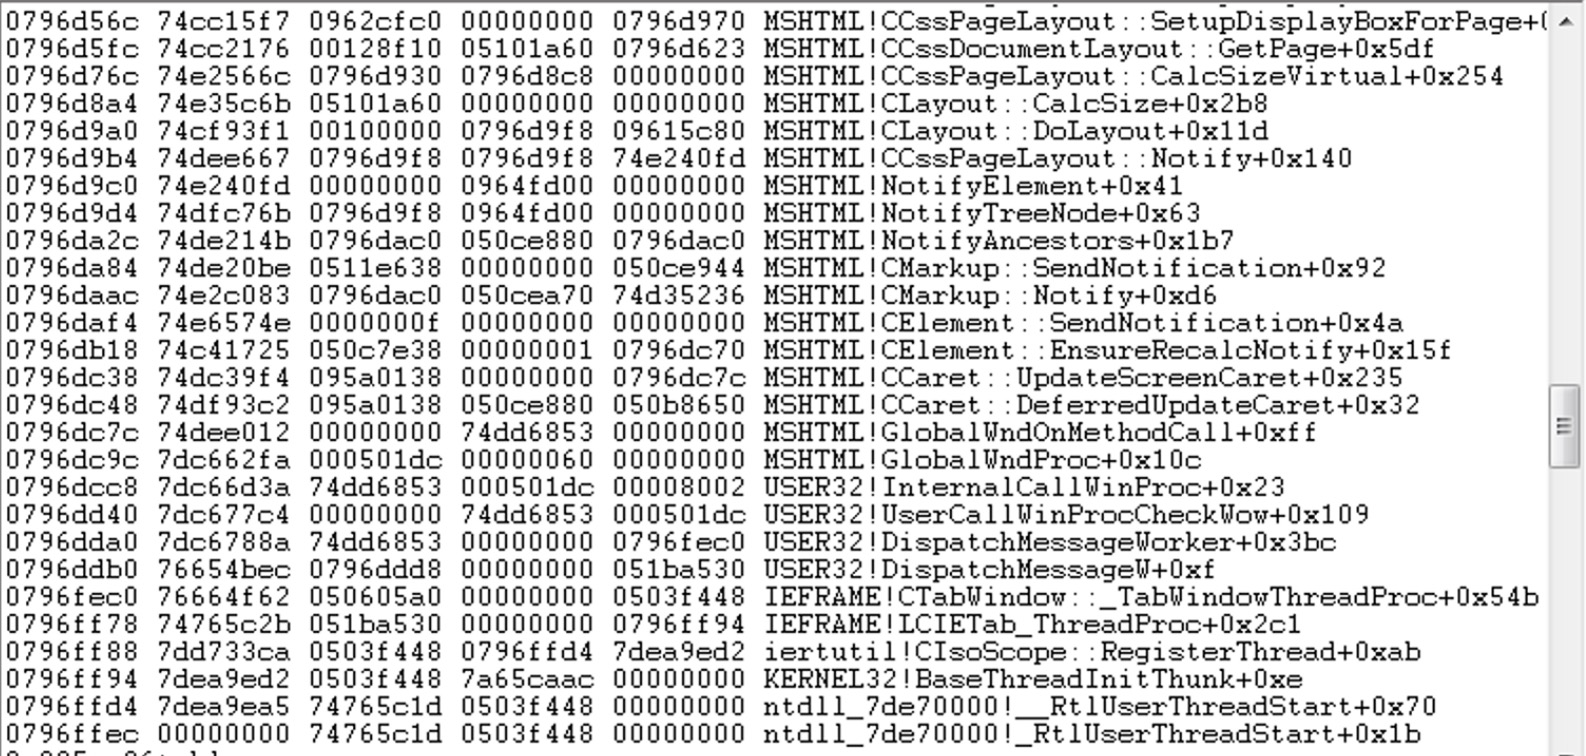 0796d56c 74cc15f7 0962cfc0 00000000 0796d970 MSHTML!CCssPageLayout::SetupDisplayBoxForPage+0
0796d5fc 74cc2176 00128f10 05101a60 0796d623 MSHTML!CCssDocumentLayout::GetPage+0x5df
0796d76c 74e2566c 0796d930 0796d8c8 00000000 MSHTML!CCssPageLayout::CalcSizeVirtual+0x254
0796d8a4 74e35c6b 05101a60 00000000 00000000 MSHTML!CLayout::CalcSize+0x2b8
0796d9a0 74cf93f1 00100000 0796d9f8 09615c80 MSHTML!CLayout::DoLayout+0x11d
0796d9b4 74dee667 0796d9f8 0796d9f8 74e240fd MSHTML!CCssPageLayout::Notify+0x140
0796d9c0 74e240fd 00000000 0964fd00 00000000 MSHTML!NotifyElement+0x41
0796d9d4 74dfc76b 0796d9f8 0964fd00 00000000 MSHTML!NotifyTreeNode+0x63
0796da2c 74de214b 0796dac0 050ce880 0796dac0 MSHTML!NotifyAncestors+0x1b7
0796da84 74de20be 0511e638 00000000 050ce944 MSHTML!CMarkup::SendNotification+0x92
0796daac 74e2c083 0796dac0 050cea70 74d35236 MSHTML!CMarkup::Notify+0xd6
0796daf4 74e6574e 0000000f 00000000 00000000 MSHTML!CElement::SendNotification+0x4a
0796db18 74c41725 050c7e38 00000001 0796dc70 MSHTML!CElement::EnsureRecalcNotify+0x15f
0796dc38 74dc39f4 095a0138 00000000 0796dc7c MSHTML!CCaret::UpdateScreenCaret+0x235
0796dc48 74df93c2 095a0138 050ce880 050b8650 MSHTML!CCaret::DeferredUpdateCaret+0x32
0796dc7c 74dee012 00000000 74dd6853 00000000 MSHTML!GlobalWndOnMethodCall+0xff
0796dc9c 7dc662fa 000501dc 00000060 00000000 MSHTML!GlobalWndProc+0x10c
0796dcc8 7dc66d3a 74dd6853 000501dc 00008002 USER32!InternalCallWinProc+0x23
0796dd40 7dc677c4 00000000 74dd6853 000501dc USER32!UserCallWinProcCheckWow+0x109
0796dda0 7dc6788a 74dd6853 00000000 0796fec0 USER32!DispatchMessageWorker+0x3bc
0796ddb0 76654bec 0796ddd8 00000000 051ba530 USER32!DispatchMessageW+0xf
0796fec0 76664f62 050605a0 00000000 0503f448 IEFRAME!CTabWindow::_TabWindowThreadProc+0x54b
0796ff78 74765c2b 051ba530 00000000 0796ff94 IEFRAME!LCIETab_ThreadProc+0x2c1
0796ff88 7dd733ca 0503f448 0796ffd4 7dea9ed2 iertutil!CIsoScope::RegisterThread+0xab
0796ff94 7dea9ed2 0503f448 7a65caac 00000000 KERNEL32!BaseThreadInitThunk+0xe
0796ffd4 7dea9ea5 74765c1d 0503f448 00000000 ntdll_7de70000!__RtlUserThreadStart+0x70
0796ffec 00000000 74765c1d 0503f448 00000000 ntdll_7de70000!_RtlUserThreadStart+0x1b